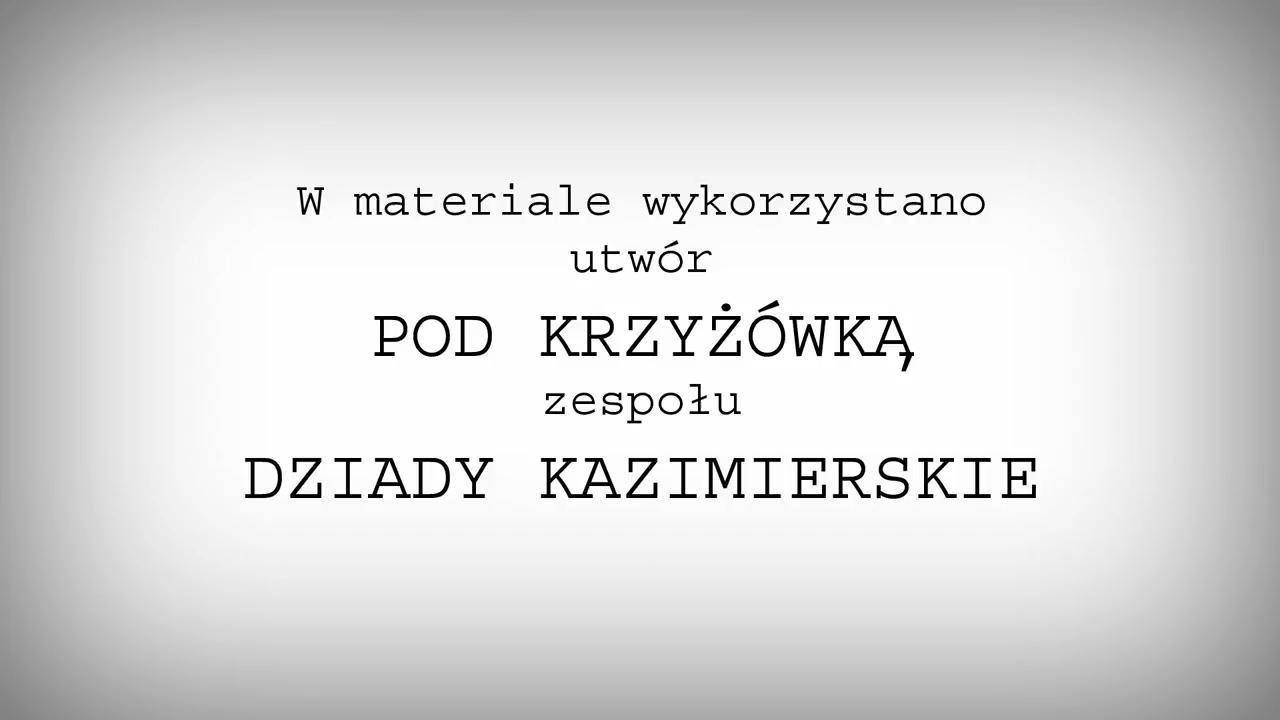 W materiale wykorzystano
utwór
POD KRZYŻÓWKĄ
zespołu
DZIADY KAZIMIERSKIE